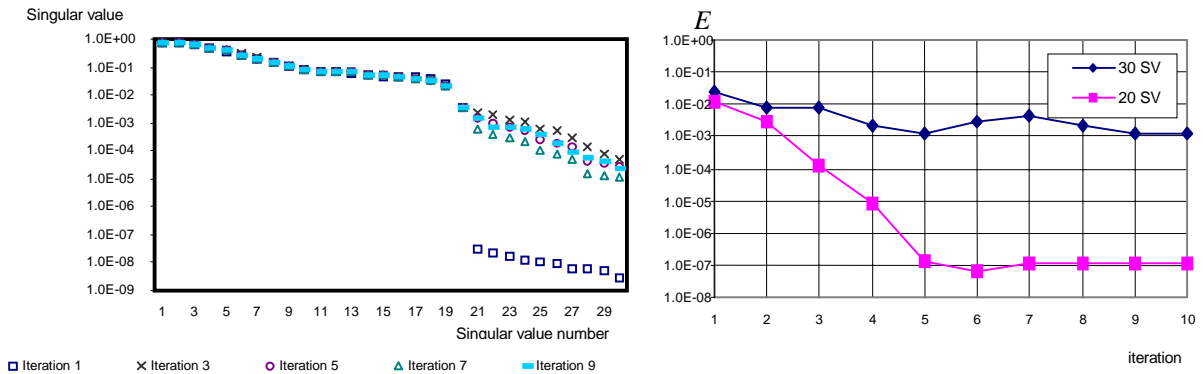 Singular value
1.0E+00
1.0E-01
1.0E-02
1.0E-03
1.0E-04
1.0E-05
1.0E-06
1.0E-07
1.0E-08
1.0E-09
1 3 5 7 9 11 13 15 17 19 21 23 25 27 29
Singular value number
Iteration 1 Iteration 3 Iteration 5 Iteration 7 Iteration 9
E
1.0E+00
1.0E-01
1.0E-02
1.0E-03
1.0E-04
1.0E-05
1.0E-06
1.0E-07
1.0E-08
30 SV
20 SV
1 2 3 4 5 6 7 8 9 10
iteration